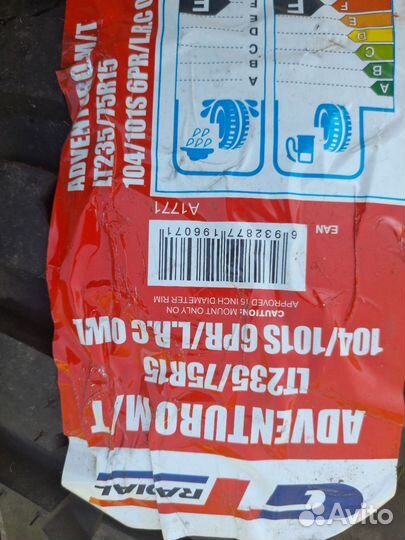 GT RADIAL
ADVENTURO M/T
LT235/75R15
104/101S 6PR/L.R.C OWL
CAUTION: MOUNT ONLY ON
APPROVED 15 INCH DIAMETER RIM
6 932877 196071
EAN
A1771
ADVENTURO M/T
LT235/75R15
104/101S 6PR/LRC O
A
B
C
D
E
F
E
A
B
C
D
E
F
E
Avito